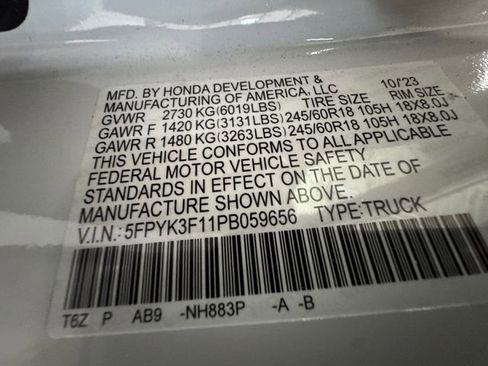 MFD. BY HONDA DEVELOPMENT & 10/'23
MANUFACTURING OF AMERICA, LLC
GVWR 2730 KG(6019LBS) TIRE SIZE RIM SIZE
GAWR F 1420 KG(3131LBS) 245/60R18 105H 18X8.0J
GAWR R 1480 KG(3263LBS) 245/60R18 105H 18X8.0J
THIS VEHICLE CONFORMS TO ALL APPLICABLE
FEDERAL MOTOR VEHICLE SAFETY
STANDARDS IN EFFECT ON THE DATE OF
MANUFACTURE SHOWN ABOVE.
V.I.N.: 5FPYK3F11PB059656 TYPE:TRUCK
T6Z P AB9 -NH883P -A -B